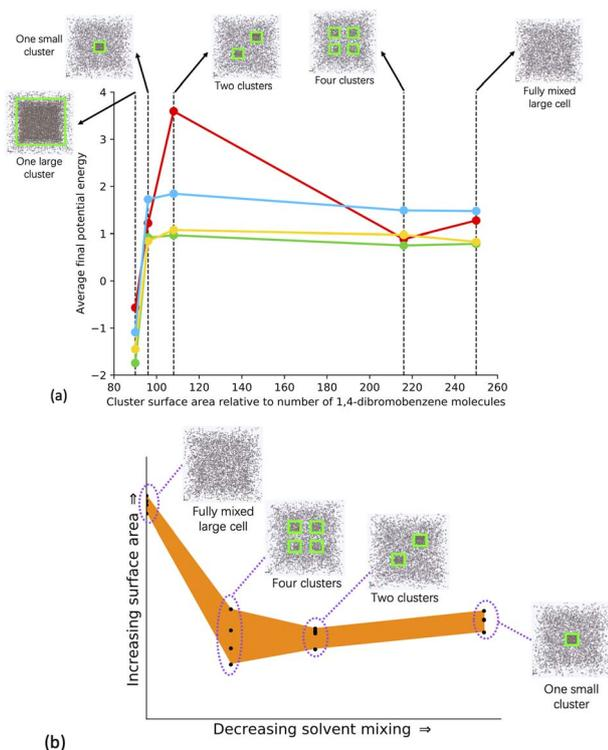 One small
cluster
Two clusters
Four clusters
Fully mixed
large cell
One large
cluster
Average final potential energy
4
3
2
1
0
−1
−2
80 100 120 140 160 180 200 220 240 260
Cluster surface area relative to number of 1,4-dibromobenzene molecules
(a)
Fully mixed
large cell
Four clusters
Two clusters
One small
cluster
Increasing surface area ⇒
Decreasing solvent mixing ⇒
(b)